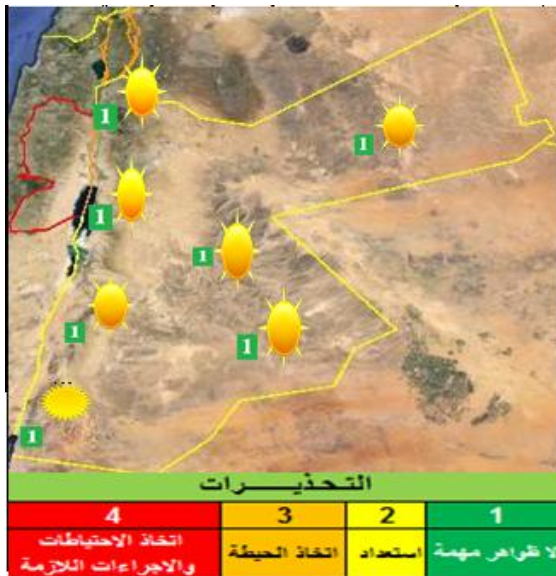 1
1
1
1
1
1
1
التحذيـــــرات
1
2
3
4
لا ظواهر مهمة
استعداد
اتخاذ الحيطة
اتخاذ الاحتياطات
والاجراءات اللازمة